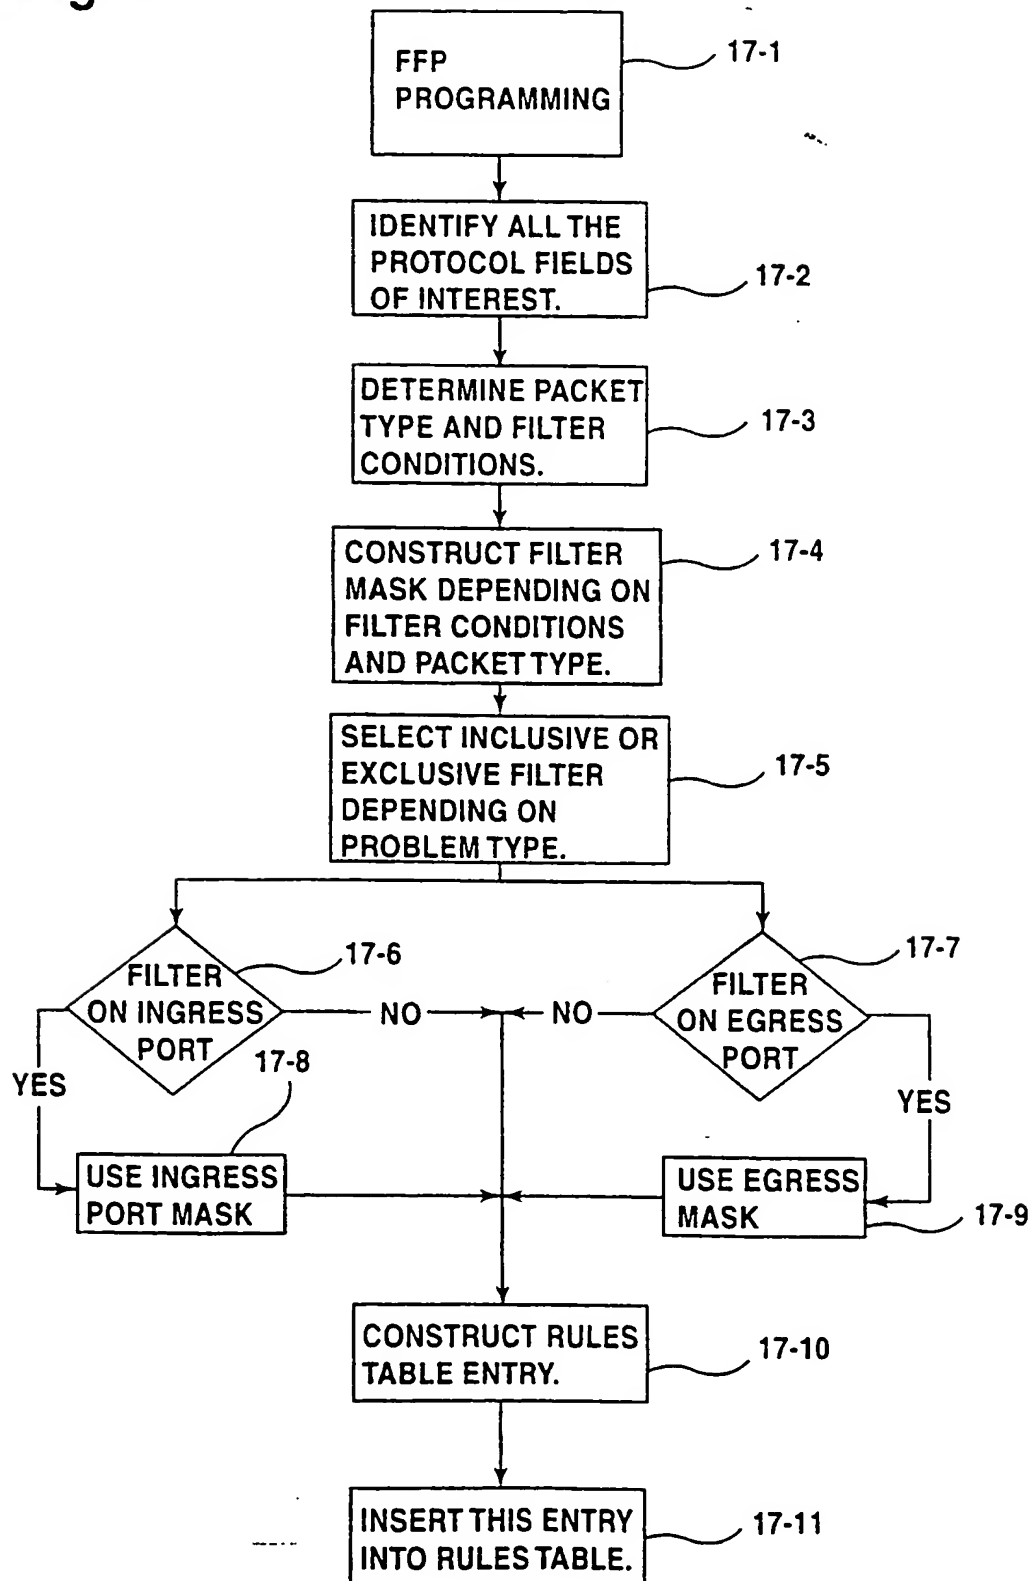 FFP
PROGRAMMING
17-1
IDENTIFY ALL THE
PROTOCOL FIELDS
OF INTEREST.
17-2
DETERMINE PACKET
TYPE AND FILTER
CONDITIONS.
17-3
CONSTRUCT FILTER
MASK DEPENDING ON
FILTER CONDITIONS
AND PACKET TYPE.
17-4
SELECT INCLUSIVE OR
EXCLUSIVE FILTER
DEPENDING ON
PROBLEM TYPE.
17-5
FILTER
ON INGRESS
PORT
17-6
NO
NO
FILTER
ON EGRESS
PORT
17-7
YES
17-8
YES
USE INGRESS
PORT MASK
USE EGRESS
MASK
17-9
CONSTRUCT RULES
TABLE ENTRY.
17-10
INSERT THIS ENTRY
INTO RULES TABLE.
17-11